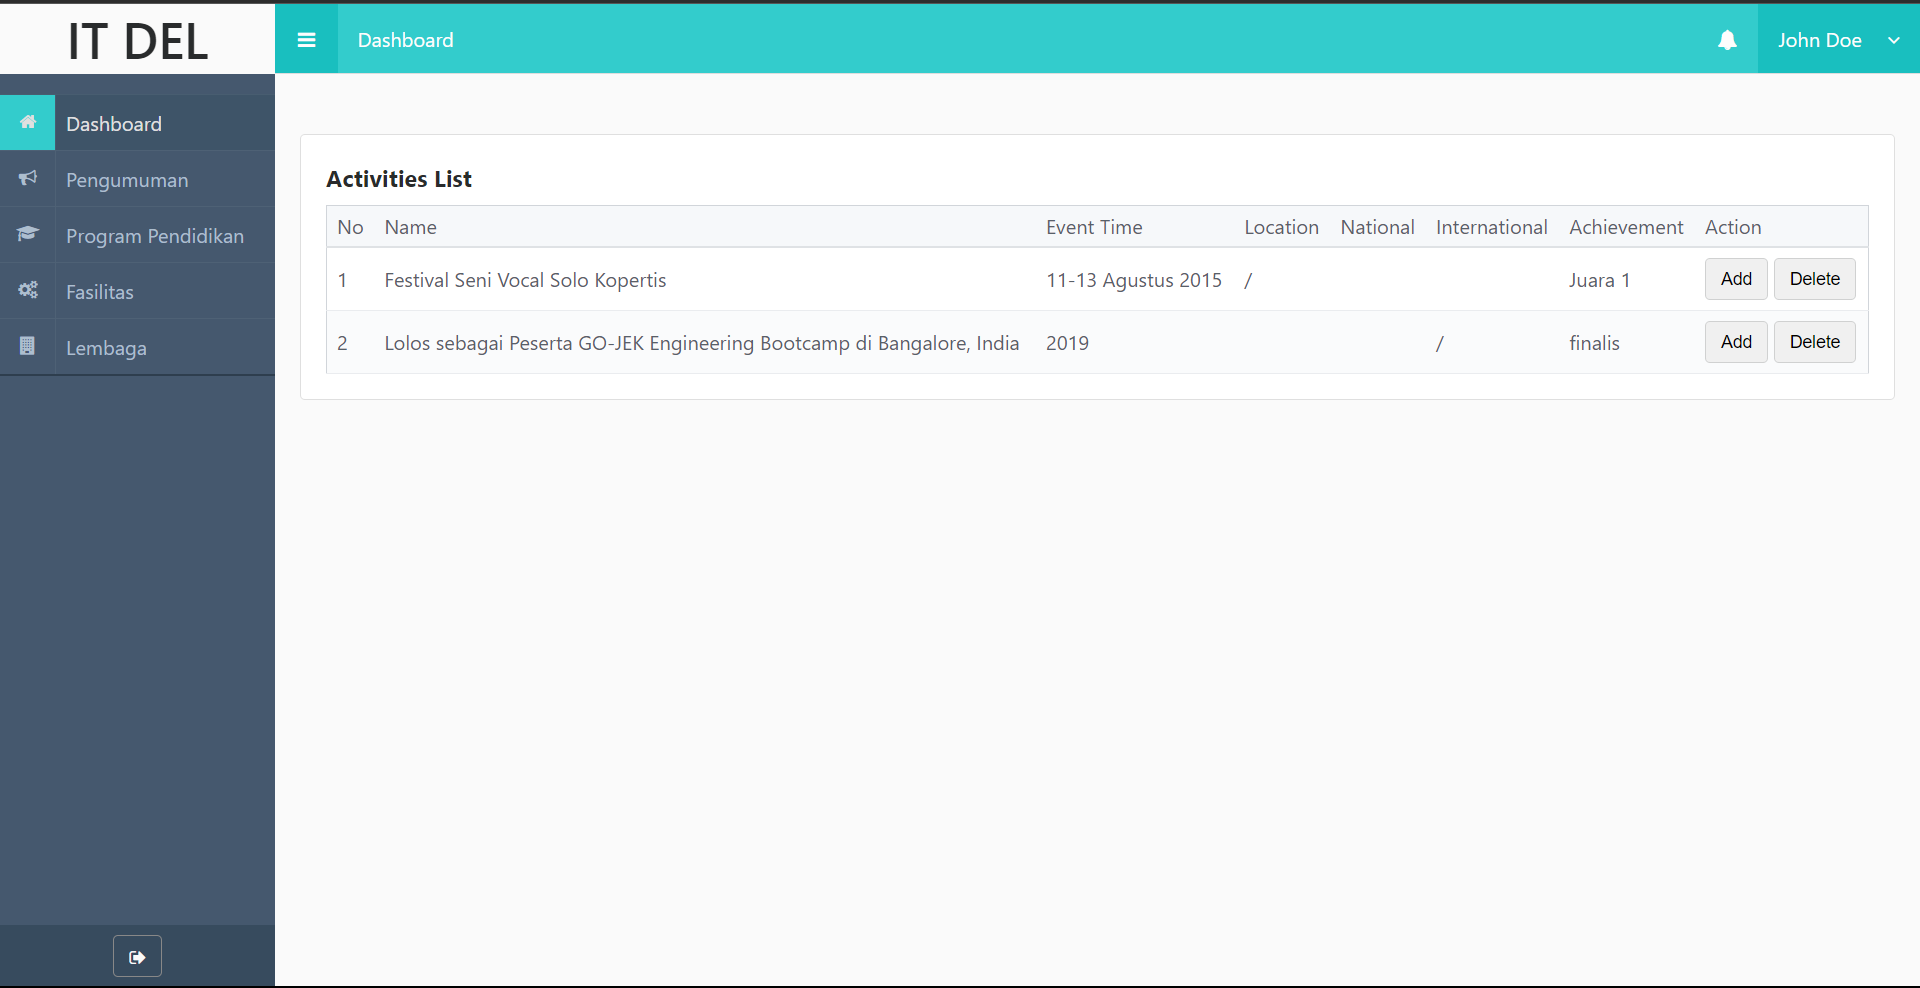 IT DEL
Dashboard
John Doe
Dashboard
Pengumuman
Program Pendidikan
Fasilitas
Lembaga
Activities List
No Name Event Time Location National International Achievement Action
1 Festival Seni Vocal Solo Kopertis 11-13 Agustus 2015 / Juara 1 Add Delete
2 Lolos sebagai Peserta GO-JEK Engineering Bootcamp di Bangalore, India 2019 / finalis Add Delete